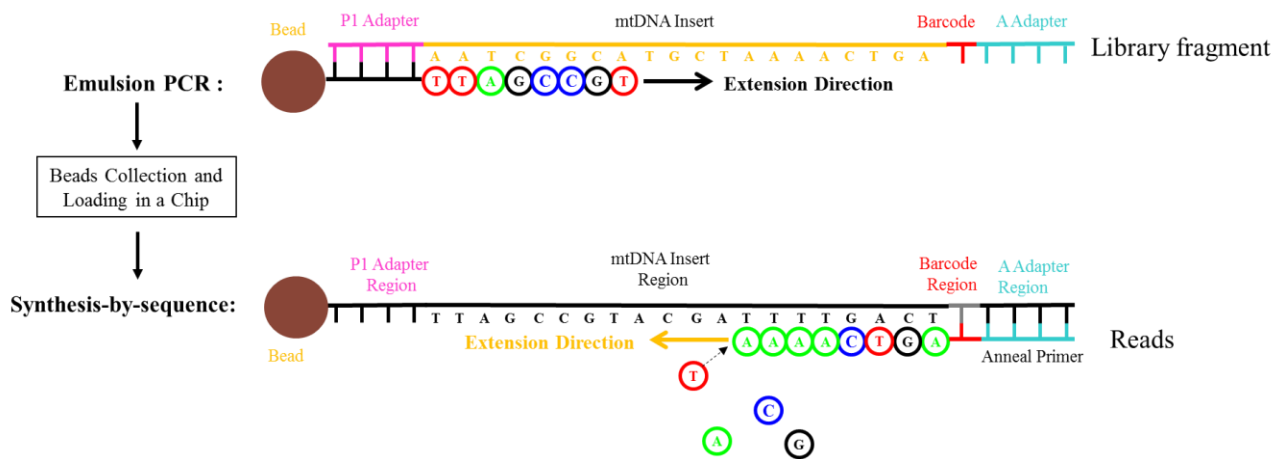 P1 Adapter
mtDNA Insert
Barcode
A Adapter
Bead
Library fragment
A A T C G G C A T G C T A A A A C T G A
Emulsion PCR :
T T A G C C G T
Extension Direction
Beads Collection and
Loading in a Chip
P1 Adapter
Region
mtDNA Insert
Region
Barcode
Region
A Adapter
Region
Synthesis-by-sequence:
T T A G C C G T A C G A T T T T G A C T
Extension Direction
A A A A C T G A
Reads
Bead
Anneal Primer
T
C
A
G